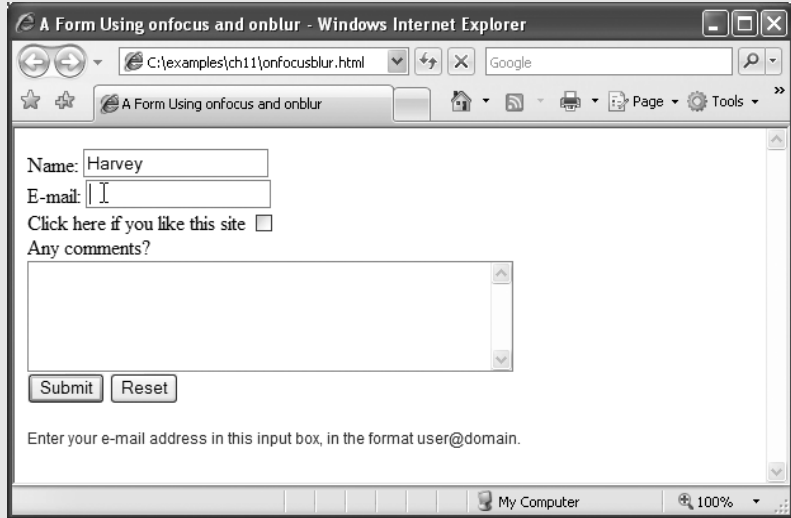 A Form Using onfocus and onblur - Windows Internet Explorer
C:\examples\ch11\onfocusblur.html
Google
A Form Using onfocus and onblur
Page
Tools
»
Name: Harvey
E-mail:
Click here if you like this site
Any comments?
Submit Reset
Enter your e-mail address in this input box, in the format user@domain.
My Computer
100%